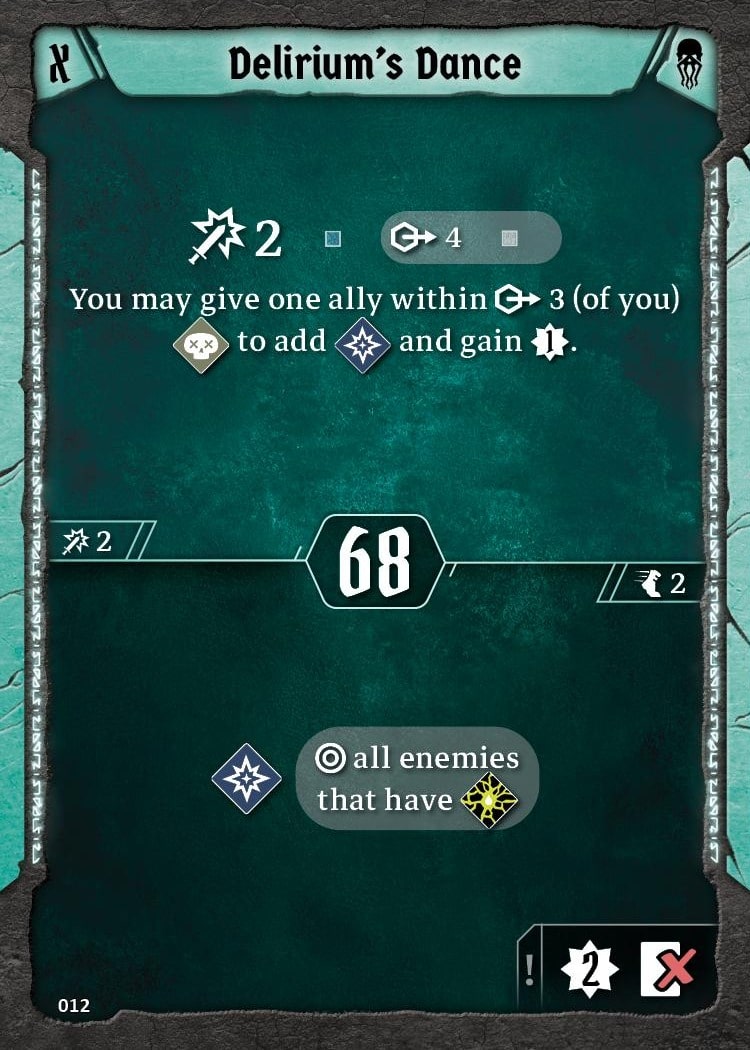 א Delirium's Dance
2 4
You may give one ally within 3 (of you)
to add and gain 1.
2
68
2
all enemies
that have
! 2
012